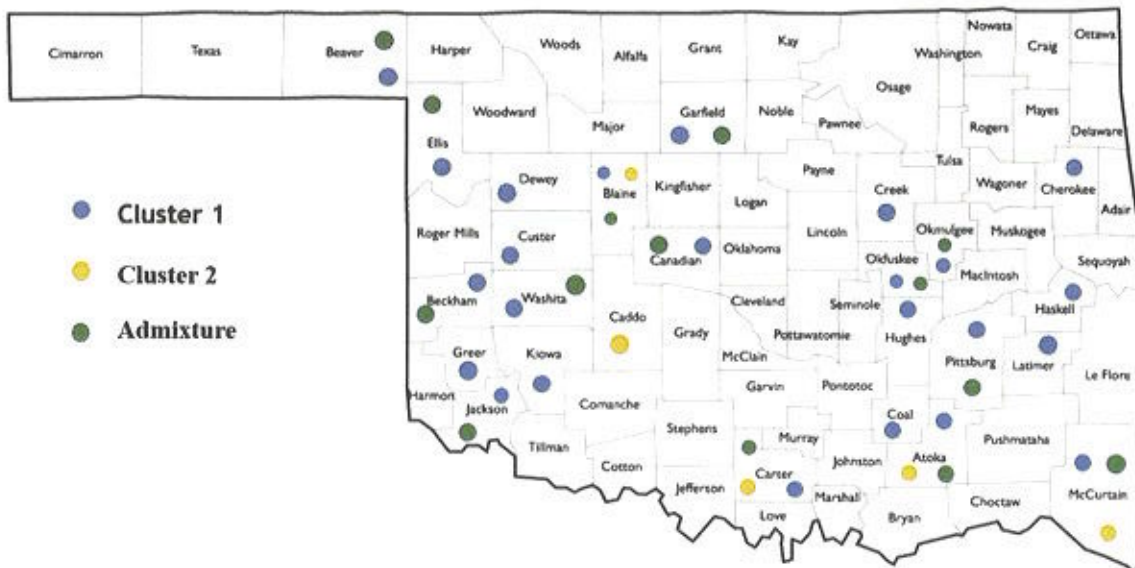 Cimarron
Texas
Beaver
Harper
Woods
Alfalfa
Grant
Kay
Nowata
Washington
Craig
Ottawa
Osage
Woodward
Major
Garfield
Noble
Pawnee
Rogers
Mayes
Delaware
Ellis
Dewey
Blaine
Kingfisher
Logan
Payne
Creek
Tulsa
Wagoner
Cherokee
Adair
Cluster 1
Roger Mills
Custer
Canadian
Oklahoma
Lincoln
Okmulgee
Muskogee
Sequoyah
Cluster 2
Beckham
Washita
Caddo
Cleveland
Seminole
Okfuskee
MacIntosh
Haskell
Admixture
Greer
Kiowa
Grady
McClain
Pottawatomie
Hughes
Pittsburg
Latimer
Le Flore
Harmon
Jackson
Comanche
Garvin
Pontotoc
Coal
Tillman
Cotton
Stephens
Murray
Johnston
Atoka
Pushmataha
Jefferson
Carter
Love
Marshall
Bryan
Choctaw
McCurtain